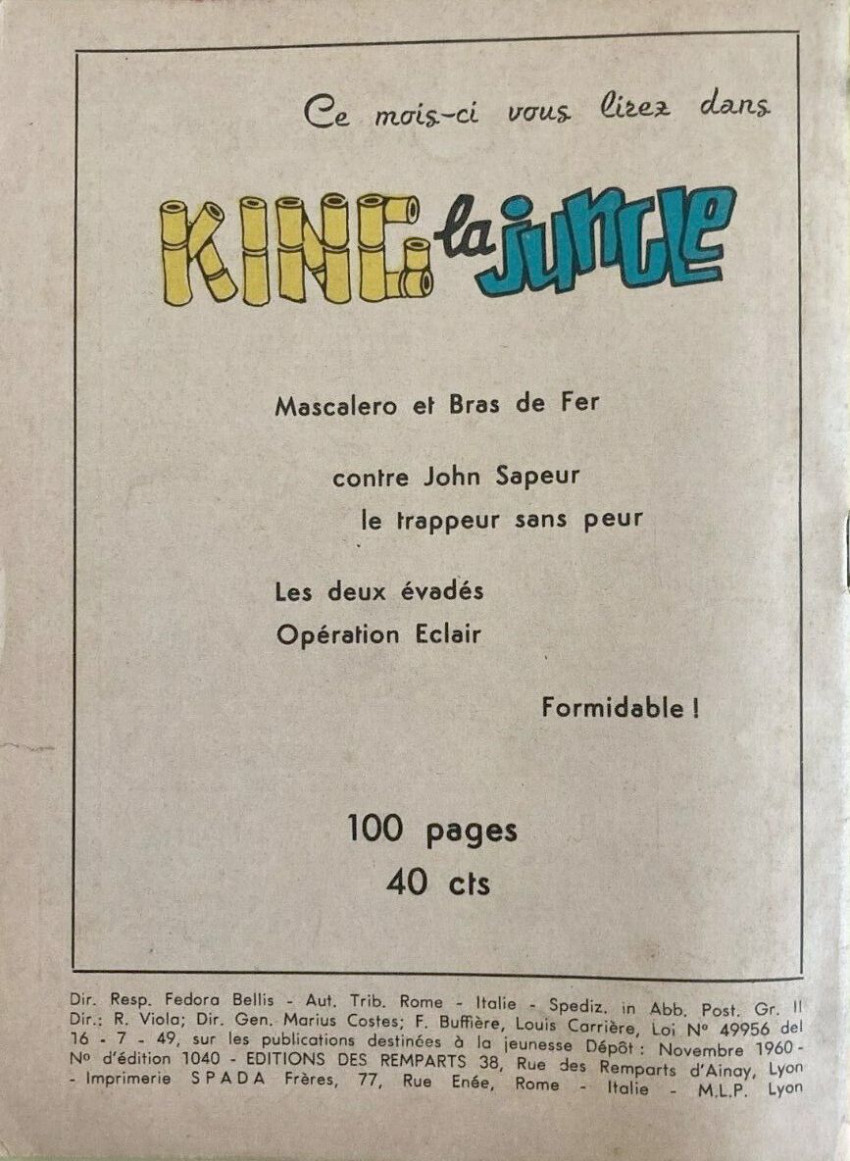 Ce mois-ci vous lirez dans
KING la jungle
Mascalero et Bras de Fer
contre John Sapeur
le trappeur sans peur
Les deux évadés
Opération Eclair
Formidable !
100 pages
40 cts
Dir. Resp. Fedora Bellis - Aut. Trib. Rome - Italie - Spediz. in Abb. Post. Gr. II
Dir.: R. Viola; Dir. Gen. Marius Costes; F. Buffière, Louis Carrière, Loi Nº 49956 del
16 - 7 - 49, sur les publications destinées à la jeunesse Dépôt : Novembre 1960 -
Nº d'édition 1040 - EDITIONS DES REMPARTS 38, Rue des Remparts d'Ainay, Lyon
- Imprimerie SPADA Frères, 77, Rue Enée, Rome - Italie - M.L.P. Lyon